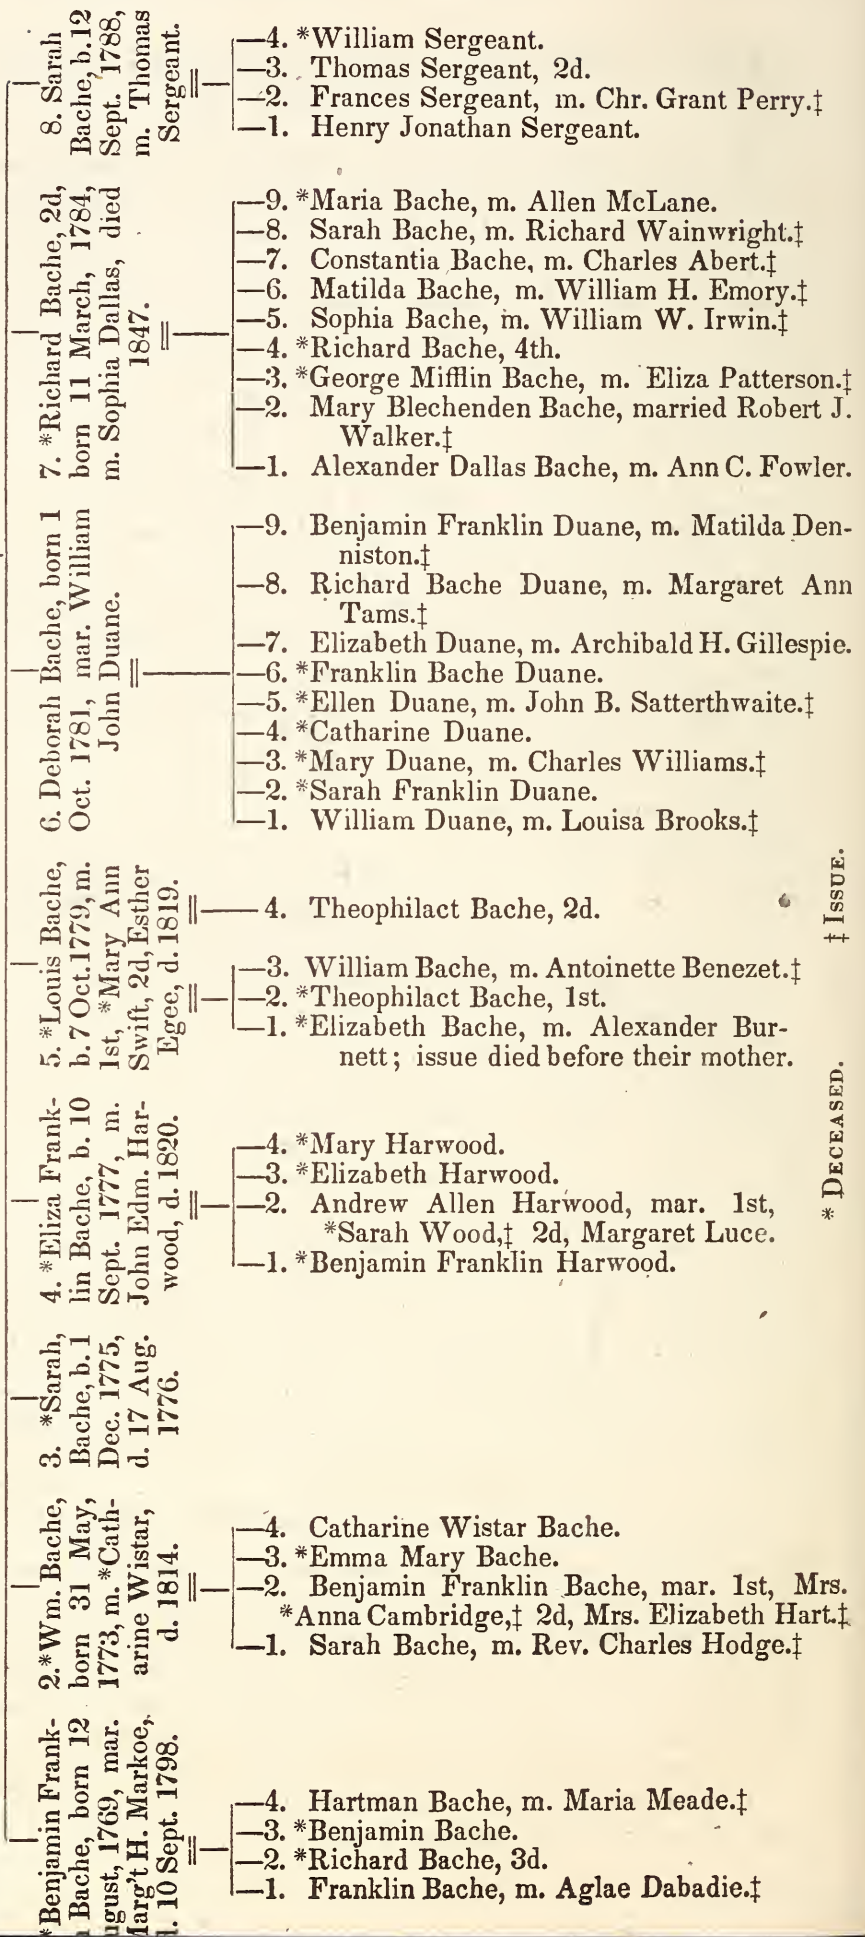 8. Sarah
Bache, b. 12
Sept. 1788,
m. Thomas
Sergeant.
4. *William Sergeant.
3. Thomas Sergeant, 2d.
2. Frances Sergeant, m. Chr. Grant Perry.‡
1. Henry Jonathan Sergeant.
7. *Richard Bache, 2d,
born 11 March, 1784,
m. Sophia Dallas, died
1847.
9. *Maria Bache, m. Allen McLane.
8. Sarah Bache, m. Richard Wainwright.‡
7. Constantia Bache, m. Charles Abert.‡
6. Matilda Bache, m. William H. Emory.‡
5. Sophia Bache, m. William W. Irwin.‡
4. *Richard Bache, 4th.
3. *George Mifflin Bache, m. Eliza Patterson.‡
2. Mary Blechenden Bache, married Robert J.
Walker.‡
1. Alexander Dallas Bache, m. Ann C. Fowler.
6. Deborah Bache, born 1
Oct. 1781, mar. William
John Duane.
9. Benjamin Franklin Duane, m. Matilda Den-
niston.‡
8. Richard Bache Duane, m. Margaret Ann
Tams.‡
7. Elizabeth Duane, m. Archibald H. Gillespie.
6. *Franklin Bache Duane.
5. *Ellen Duane, m. John B. Satterthwaite.‡
4. *Catharine Duane.
3. *Mary Duane, m. Charles Williams.‡
2. *Sarah Franklin Duane.
1. William Duane, m. Louisa Brooks.‡
5. *Louis Bache,
b. 7 Oct. 1779, m.
1st, *Mary Ann
Swift, 2d, Esther
Egee, d. 1819.
4. Theophilact Bache, 2d.
3. William Bache, m. Antoinette Benezet.‡
2. *Theophilact Bache, 1st.
1. *Elizabeth Bache, m. Alexander Bur-
nett; issue died before their mother.
4. *Eliza Frank-
lin Bache, b. 10
Sept. 1777, m.
John Edm. Har-
wood, d. 1820.
4. *Mary Harwood.
3. *Elizabeth Harwood.
2. Andrew Allen Harwood, mar. 1st,
*Sarah Wood,‡ 2d, Margaret Luce.
1. *Benjamin Franklin Harwood.
3. *Sarah,
Bache, b. 1
Dec. 1775,
d. 17 Aug.
1776.
2. *Wm. Bache,
born 31 May,
1773, m. *Cath-
arine Wistar,
d. 1814.
4. Catharine Wistar Bache.
3. *Emma Mary Bache.
2. Benjamin Franklin Bache, mar. 1st, Mrs.
*Anna Cambridge,‡ 2d, Mrs. Elizabeth Hart.‡
1. Sarah Bache, m. Rev. Charles Hodge.‡
*Benjamin Frank-
Bache, born 12
ugust, 1769, mar.
Marg't H. Markoe,
d. 10 Sept. 1798.
4. Hartman Bache, m. Maria Meade.‡
3. *Benjamin Bache.
2. *Richard Bache, 3d.
1. Franklin Bache, m. Aglae Dabadie.‡
* DECEASED. ‡ ISSUE.